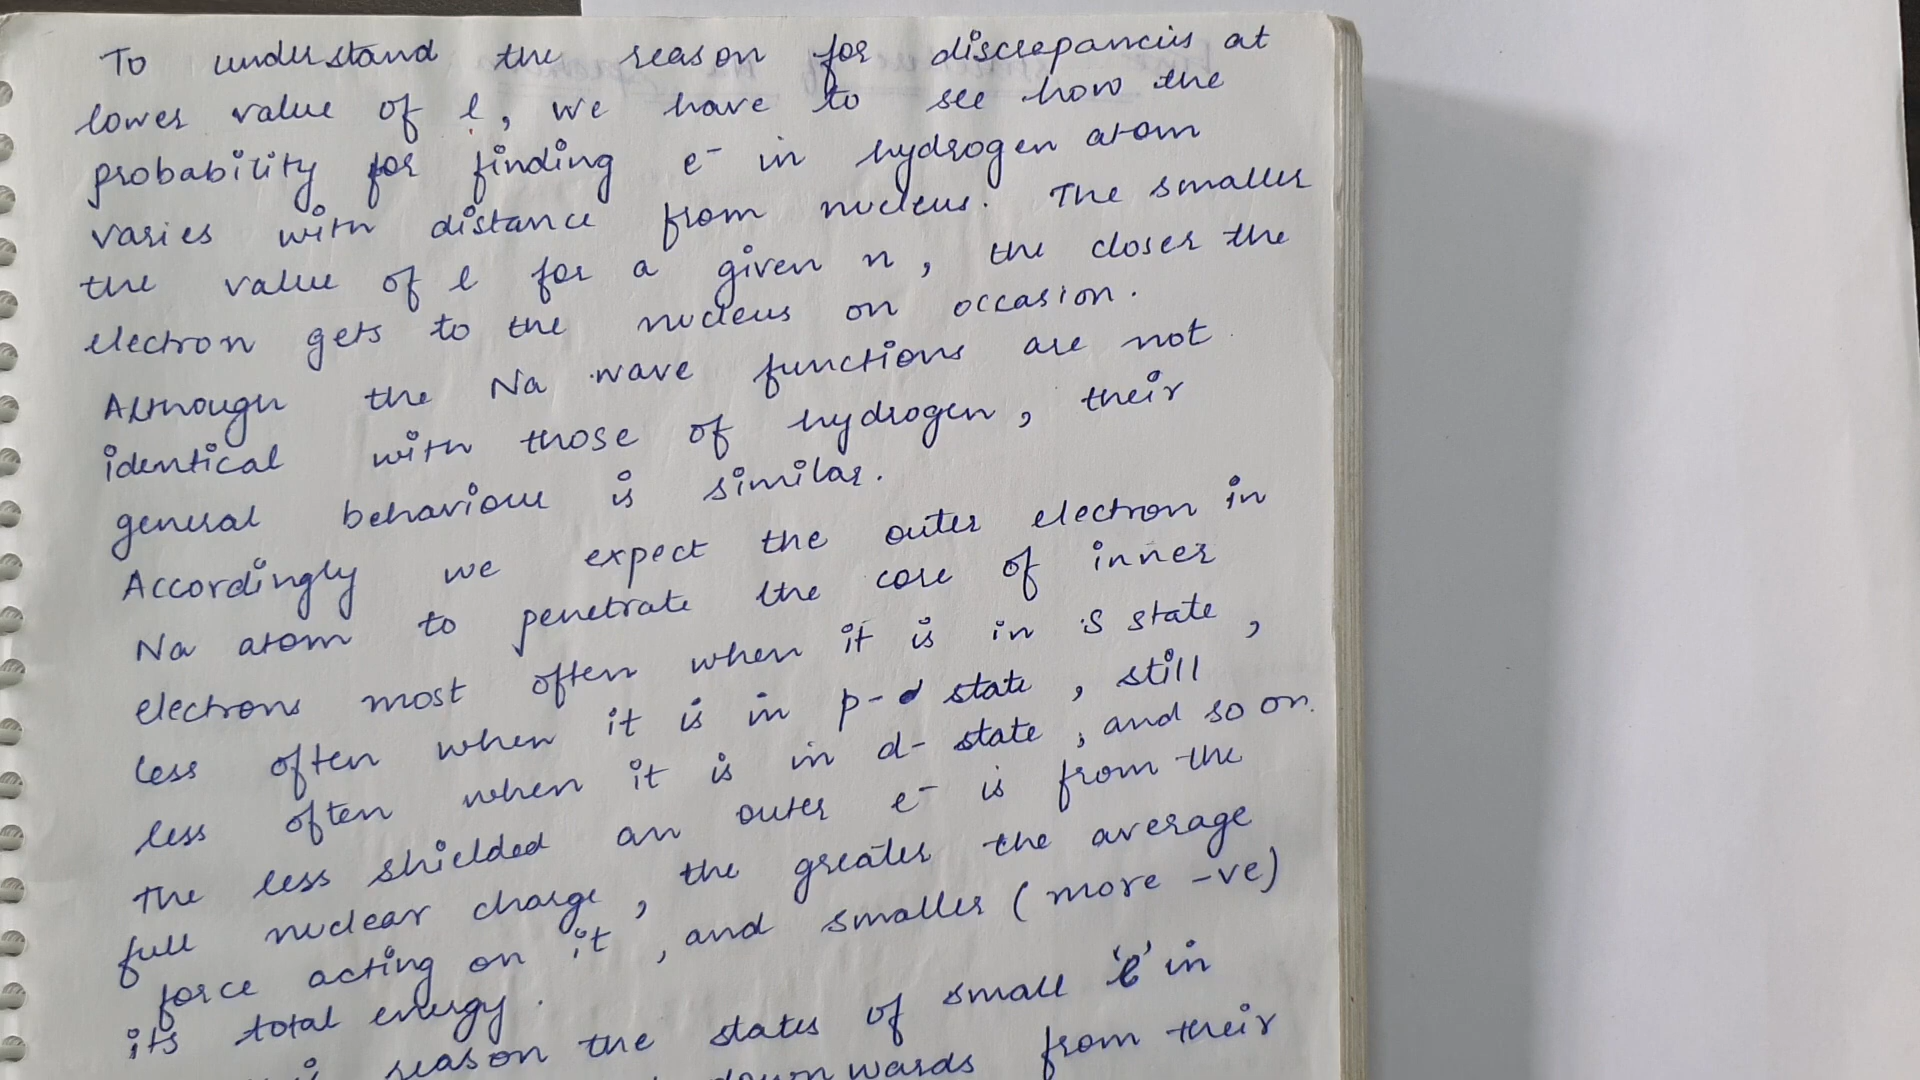 To understand the reason for discrepancies at
lower value of l, we have to see how the
probability for finding e⁻ in hydrogen atom
varies with distance from nucleus. The smaller
the value of l for a given n, the closer the
electron gets to the nucleus on occasion.
Although the Na wave functions are not
identical with those of hydrogen, their
general behaviour is similar.
Accordingly we expect the outer electron in
Na atom to penetrate the core of inner
electrons most often when it is in s state,
less often when it is in p- state, still
less often when it is in d- state, and so on.
The less shielded an outer e⁻ is from the
full nuclear charge, the greater the average
force acting on it, and smaller (more -ve)
its total energy.
reason the states of small 'l' in
downwards from their